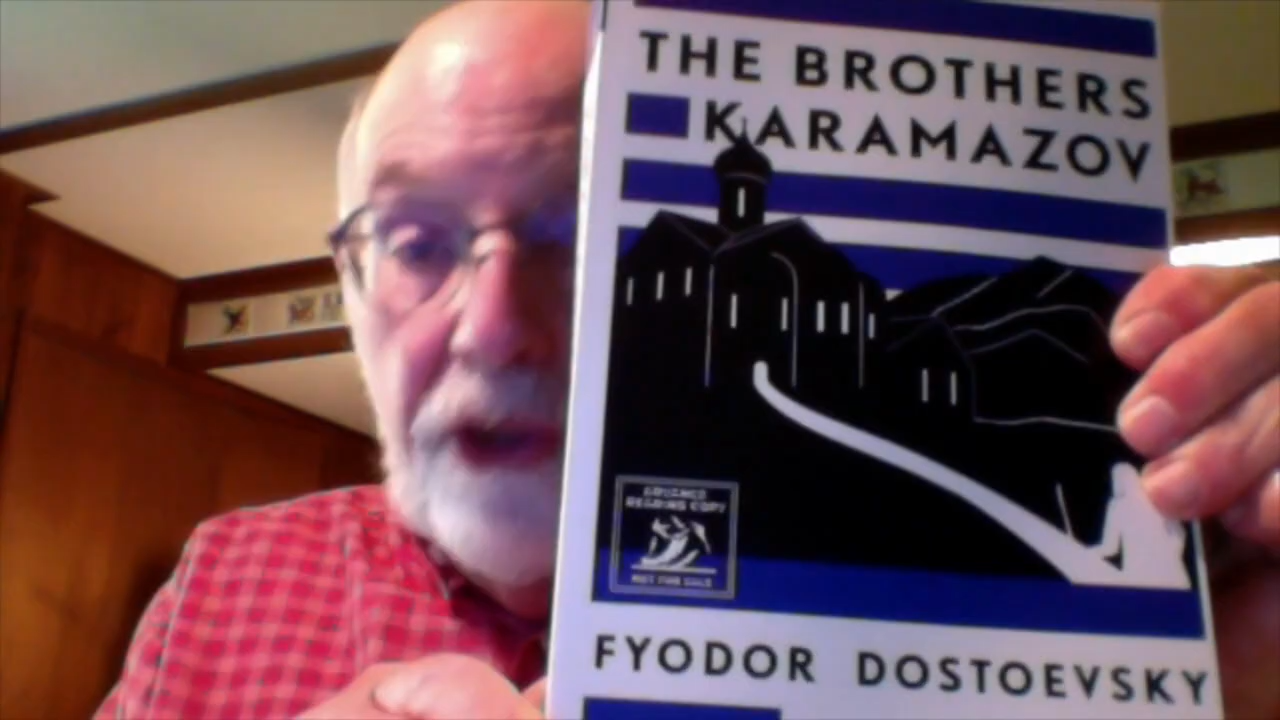 THE BROTHERS
KARAMAZOV
ADVANCE
READING COPY
NOT FOR SALE
FYODOR DOSTOEVSKY